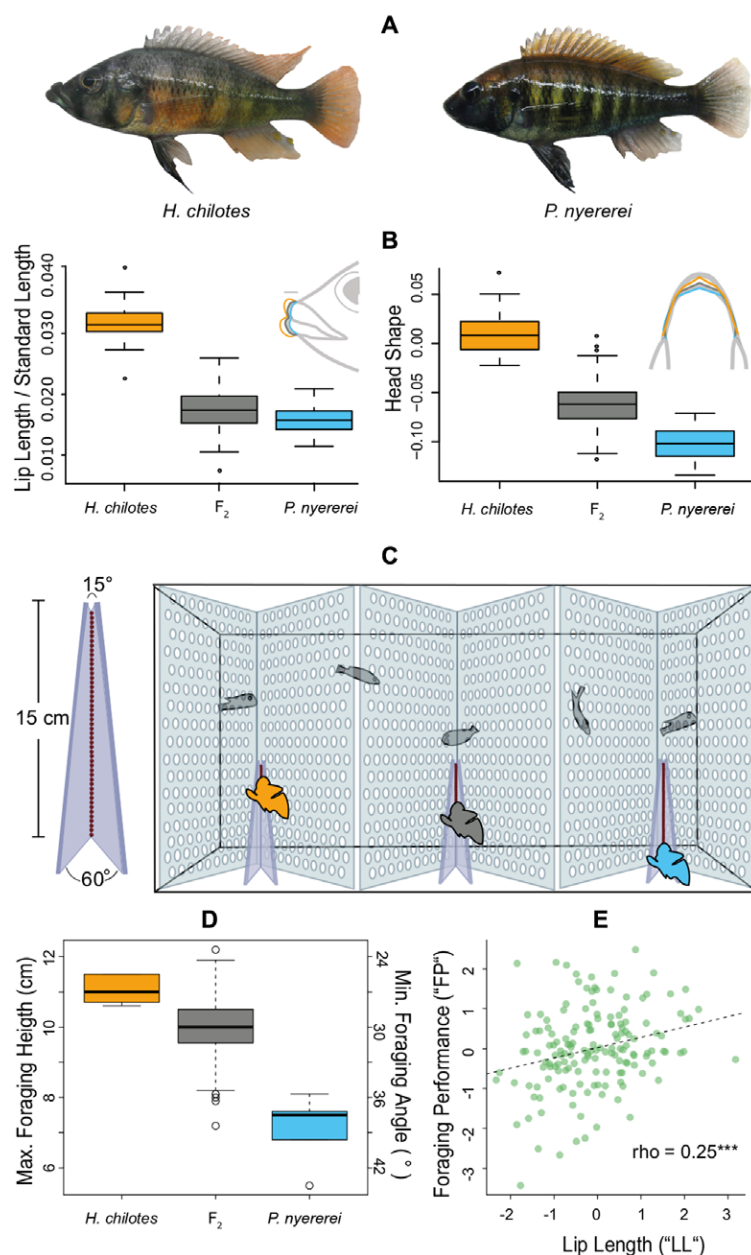 A
H. chilotes
P. nyererei
B
Lip Length / Standard Length
0.040
0.030
0.020
0.010
H. chilotes
F2
P. nyererei
Head Shape
0.05
0.00
−0.05
−0.10
H. chilotes
F2
P. nyererei
C
15°
15 cm
60°
D
Max. Foraging Heigth (cm)
12
10
8
6
24
30
36
42
Min. Foraging Angle (°)
H. chilotes
F2
P. nyererei
E
Foraging Performance ("FP")
2
1
0
-1
-2
-3
rho = 0.25***
-2
-1
0
1
2
3
Lip Length ("LL")